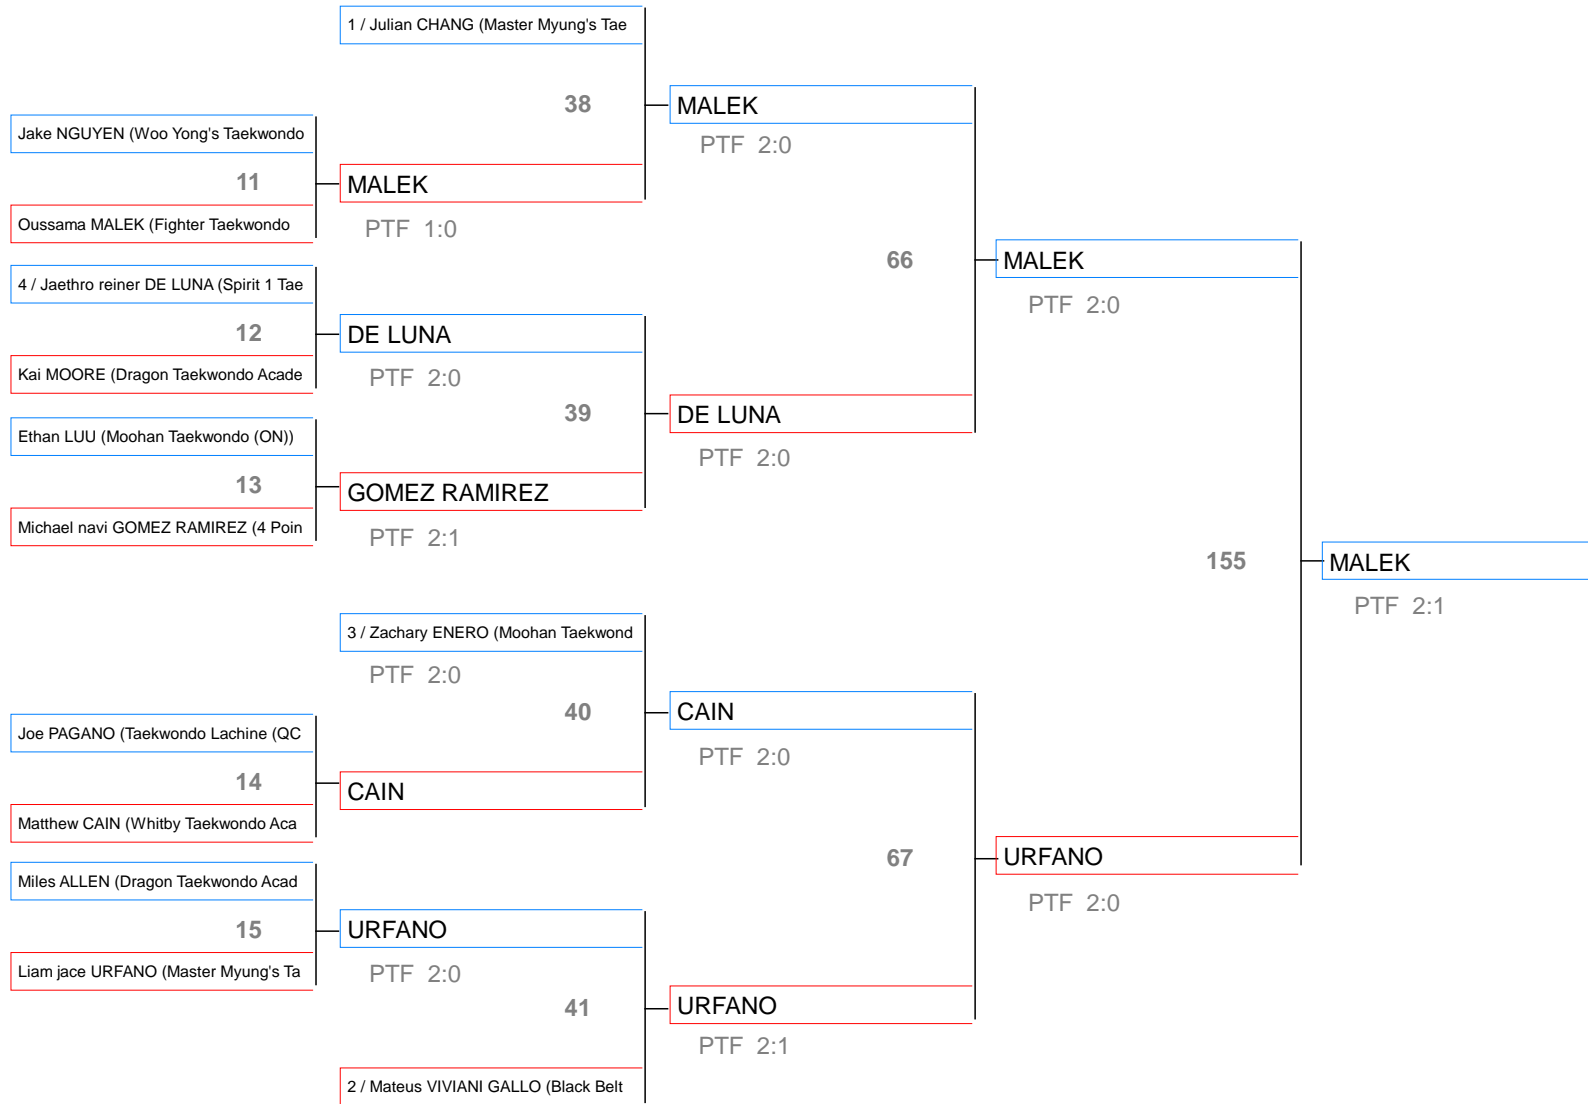 1 / Julian CHANG (Master Myung's Tae
38
MALEK
PTF 2:0
Jake NGUYEN (Woo Yong's Taekwondo
11
MALEK
PTF 1:0
Oussama MALEK (Fighter Taekwondo
66
MALEK
PTF 2:0
4 / Jaethro reiner DE LUNA (Spirit 1 Tae
12
DE LUNA
PTF 2:0
Kai MOORE (Dragon Taekwondo Acade
39
DE LUNA
PTF 2:0
Ethan LUU (Moohan Taekwondo (ON))
13
GOMEZ RAMIREZ
PTF 2:1
Michael navi GOMEZ RAMIREZ (4 Poin
155
MALEK
PTF 2:1
3 / Zachary ENERO (Moohan Taekwond
PTF 2:0
40
CAIN
PTF 2:0
Joe PAGANO (Taekwondo Lachine (QC
14
CAIN
Matthew CAIN (Whitby Taekwondo Aca
67
URFANO
PTF 2:0
Miles ALLEN (Dragon Taekwondo Acad
15
URFANO
PTF 2:0
Liam jace URFANO (Master Myung's Ta
41
URFANO
PTF 2:1
2 / Mateus VIVIANI GALLO (Black Belt